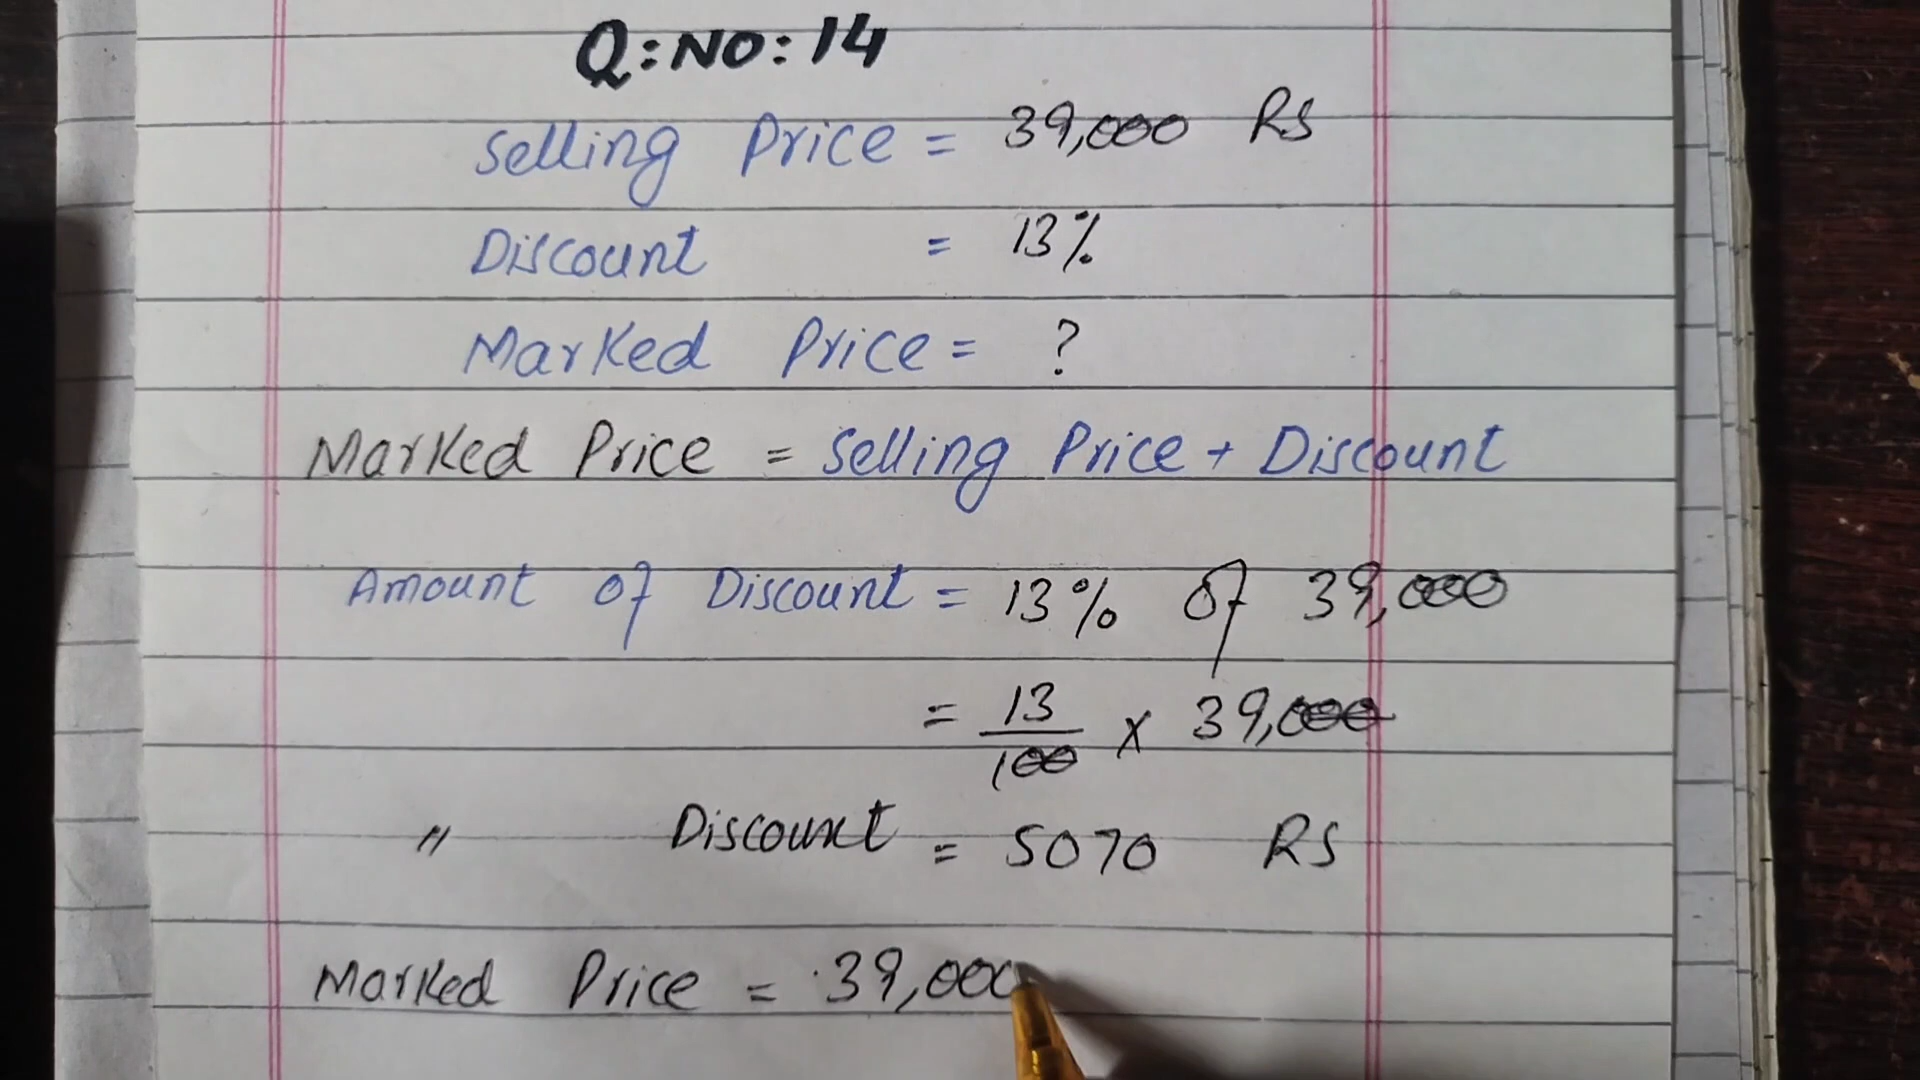 Q:NO:14
Selling Price = 39,000 RS
Discount = 13%
Marked Price = ?
Marked Price = Selling Price + Discount
Amount of Discount = 13% of 39,000
= 13/100 x 39,000
" Discount = 5070 RS
Marked Price = 39,000